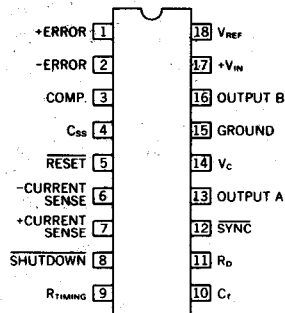 +ERROR 1
18 VREF
-ERROR 2
17 +VIN
COMP. 3
16 OUTPUT B
CSS 4
15 GROUND
RESET 5
14 VC
-CURRENT
SENSE 6
13 OUTPUT A
+CURRENT
SENSE 7
12 SYNC
SHUTDOWN 8
11 RD
RTIMING 9
10 CT